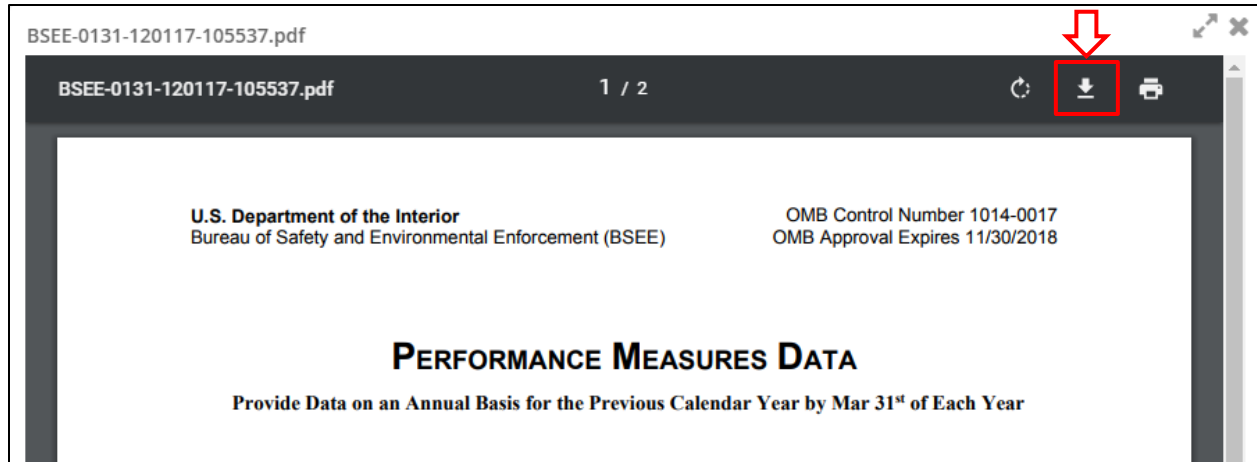 BSEE-0131-120117-105537.pdf
BSEE-0131-120117-105537.pdf 1 / 2
U.S. Department of the Interior OMB Control Number 1014-0017
Bureau of Safety and Environmental Enforcement (BSEE) OMB Approval Expires 11/30/2018
PERFORMANCE MEASURES DATA
Provide Data on an Annual Basis for the Previous Calendar Year by Mar 31st of Each Year